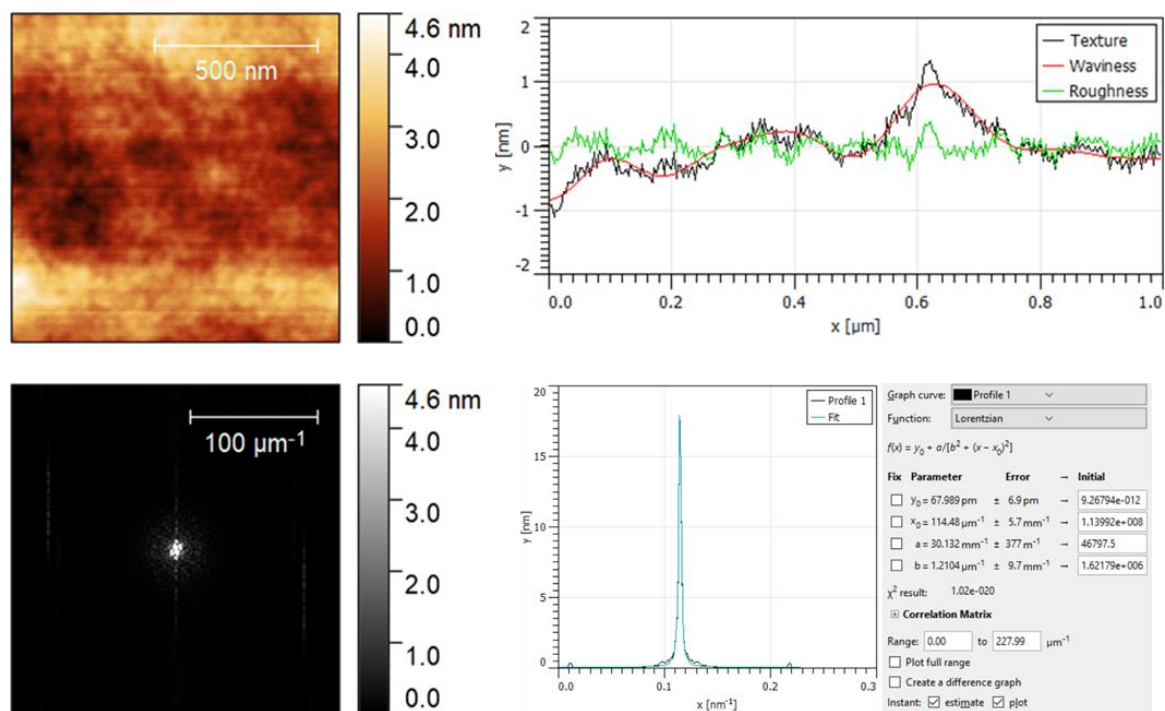 4.6 nm
4.0
3.0
2.0
1.0
0.0
500 nm
2
1
0
-1
-2
y [nm]
Texture
Waviness
Roughness
0.0 0.2 0.4 0.6 0.8 1.0
x [µm]
4.6 nm
4.0
3.0
2.0
1.0
0.0
100 µm⁻¹
20
15
10
5
0
y [nm]
Profile 1
Fit
0.0 0.1 0.2 0.3
x [nm⁻¹]
Graph curve: Profile 1
Function: Lorentzian
f(x) = y₀ + a/[b² + (x − x₀)²]
Fix Parameter Error → Initial
y₀ = 67.989 pm ± 6.9 pm → 9.26794e-012
x₀ = 114.48 µm⁻¹ ± 5.7 mm⁻¹ → 1.13992e+008
a = 30.132 mm⁻¹ ± 377 m⁻¹ → 46797.5
b = 1.2104 µm⁻¹ ± 9.7 mm⁻¹ → 1.62179e+006
χ² result: 1.02e-020
Correlation Matrix
Range: 0.00 to 227.99 µm⁻¹
Plot full range
Create a difference graph
Instant: estimate plot